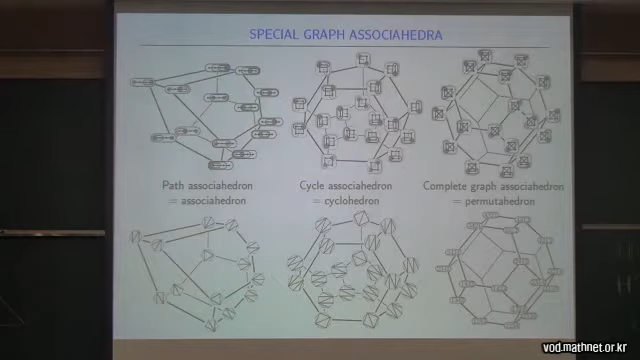 SPECIAL GRAPH ASSOCIAHEDRA
Path associahedron
= associahedron
Cycle associahedron
= cyclohedron
Complete graph associahedron
= permutahedron
vod.mathnet.or.kr